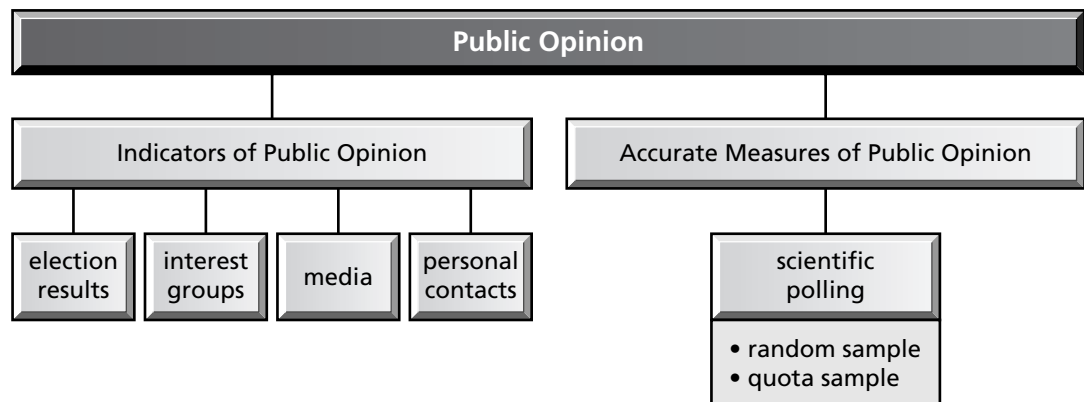 Public Opinion
Indicators of Public Opinion
Accurate Measures of Public Opinion
election
results
interest
groups
media
personal
contacts
scientific
polling
• random sample
• quota sample